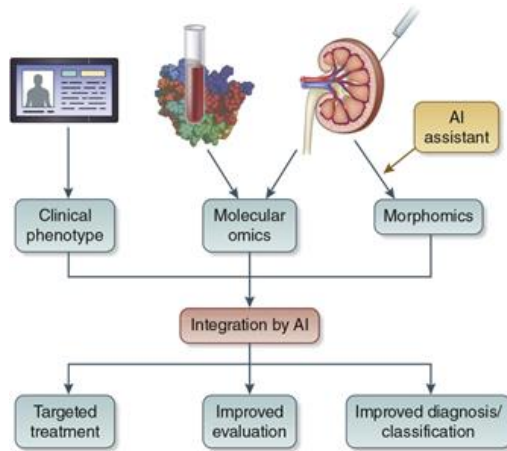 AI
assistant
Clinical
phenotype
Molecular
omics
Morphomics
Integration by AI
Targeted
treatment
Improved
evaluation
Improved diagnosis/
classification